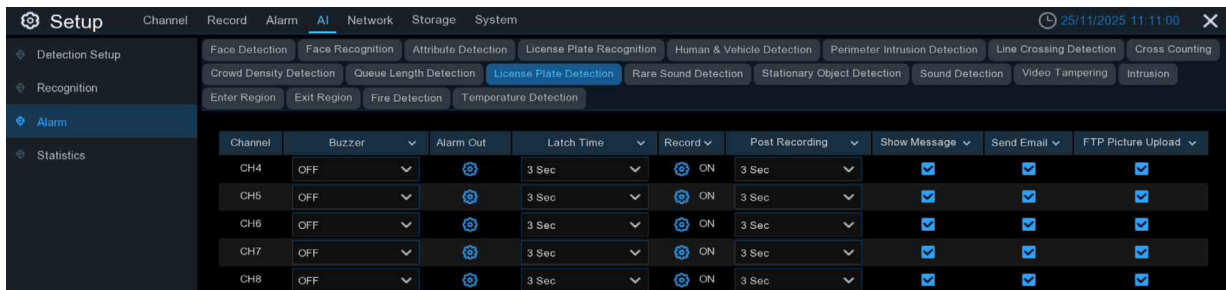 Setup Channel Record Alarm AI Network Storage System 25/11/2025 11:11:00
Detection Setup
Recognition
Alarm
Statistics
Face Detection Face Recognition Attribute Detection License Plate Recognition Human & Vehicle Detection Perimeter Intrusion Detection Line Crossing Detection Cross Counting
Crowd Density Detection Queue Length Detection License Plate Detection Rare Sound Detection Stationary Object Detection Sound Detection Video Tampering Intrusion
Enter Region Exit Region Fire Detection Temperature Detection
Channel Buzzer Alarm Out Latch Time Record Post Recording Show Message Send Email FTP Picture Upload
CH4 OFF 3 Sec ON 3 Sec
CH5 OFF 3 Sec ON 3 Sec
CH6 OFF 3 Sec ON 3 Sec
CH7 OFF 3 Sec ON 3 Sec
CH8 OFF 3 Sec ON 3 Sec